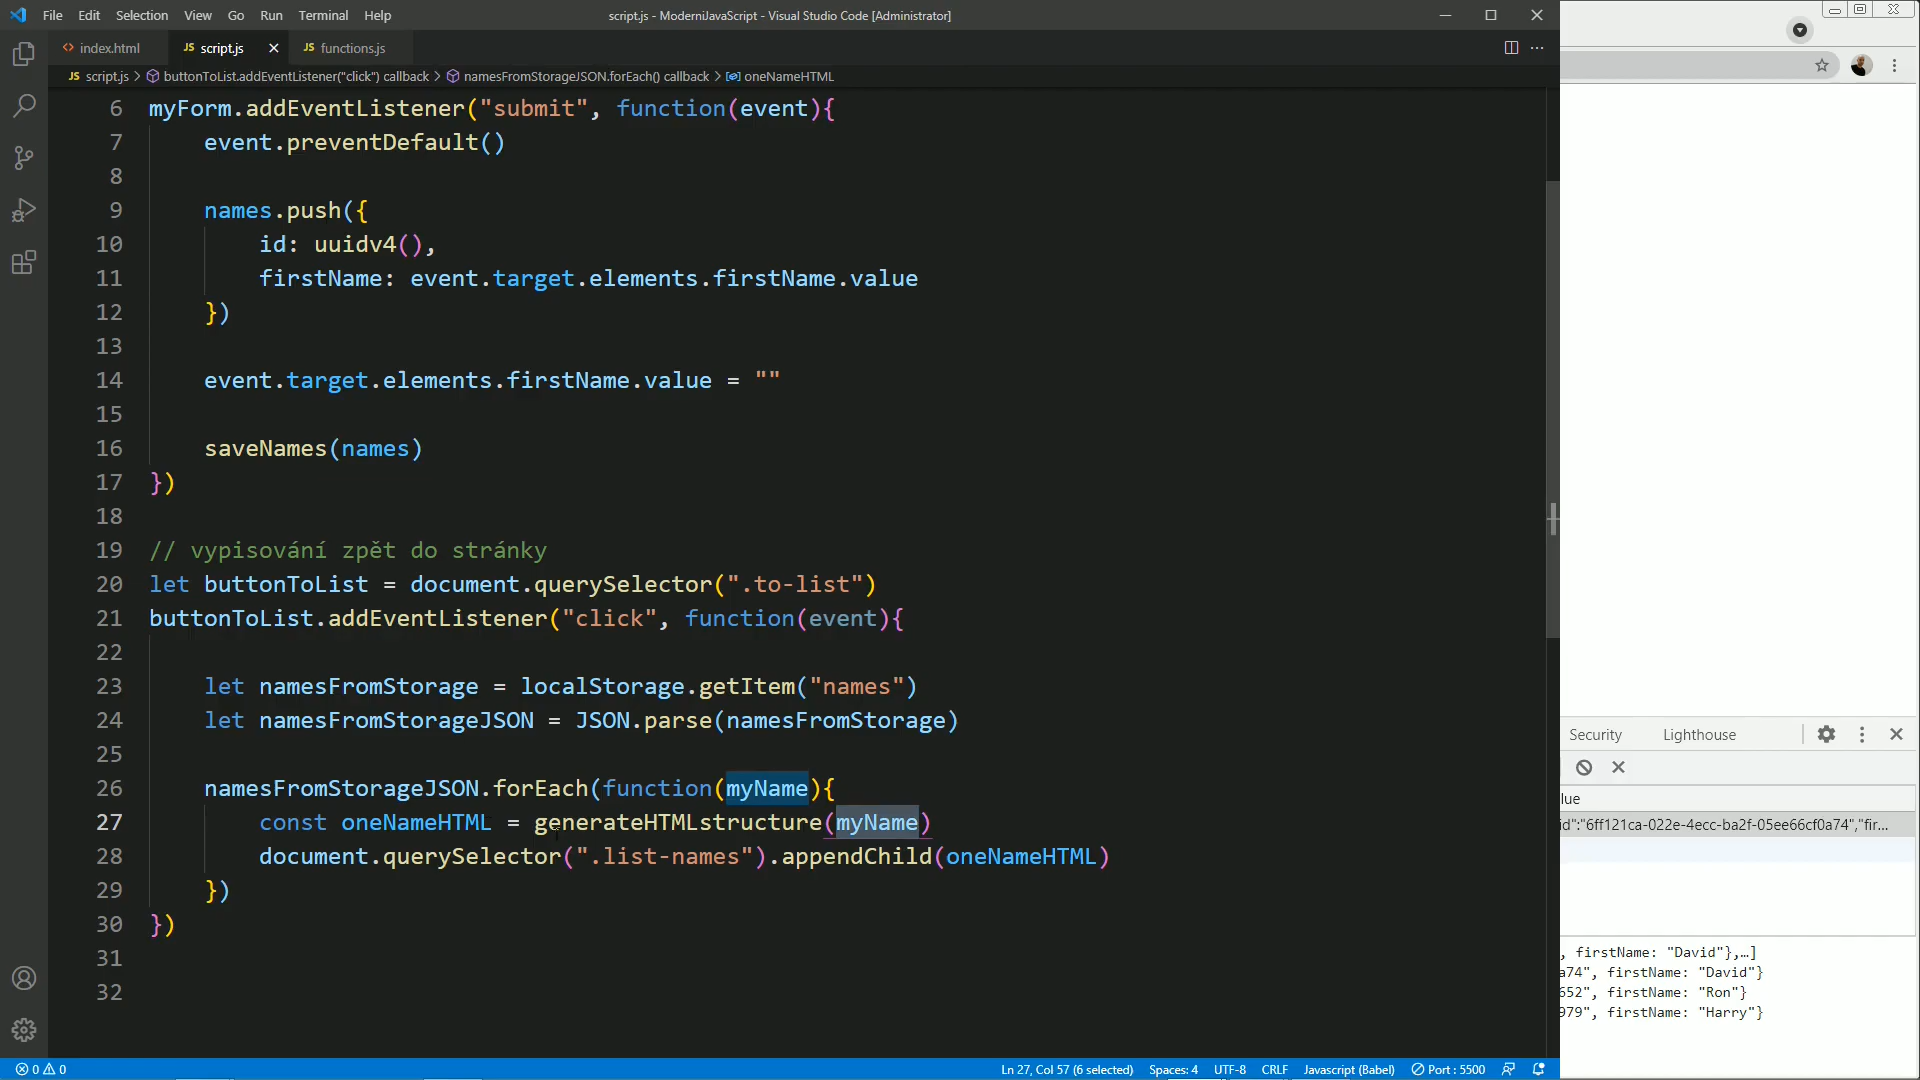 File Edit Selection View Go Run Terminal Help
script.js - ModerniJavaScript - Visual Studio Code [Administrator]
<> index.html
JS script.js
JS functions.js
JS script.js > buttonToList.addEventListener("click") callback > namesFromStorageJSON.forEach() callback > oneNameHTML
6 myForm.addEventListener("submit", function(event){
7 event.preventDefault()
8
9 names.push({
10 id: uuidv4(),
11 firstName: event.target.elements.firstName.value
12 })
13
14 event.target.elements.firstName.value = ""
15
16 saveNames(names)
17 })
18
19 // vypisování zpět do stránky
20 let buttonToList = document.querySelector(".to-list")
21 buttonToList.addEventListener("click", function(event){
22
23 let namesFromStorage = localStorage.getItem("names")
24 let namesFromStorageJSON = JSON.parse(namesFromStorage)
25
26 namesFromStorageJSON.forEach(function(myName){
27 const oneNameHTML = generateHTMLstructure(myName)
28 document.querySelector(".list-names").appendChild(oneNameHTML)
29 })
30 })
31
32
Security Lighthouse
lue
id":"6ff121ca-022e-4ecc-ba2f-05ee66cf0a74","fir...
, firstName: "David"},…]
a74", firstName: "David"}
652", firstName: "Ron"}
979", firstName: "Harry"}
0 0
Ln 27, Col 57 (6 selected) Spaces: 4 UTF-8 CRLF Javascript (Babel) Port : 5500